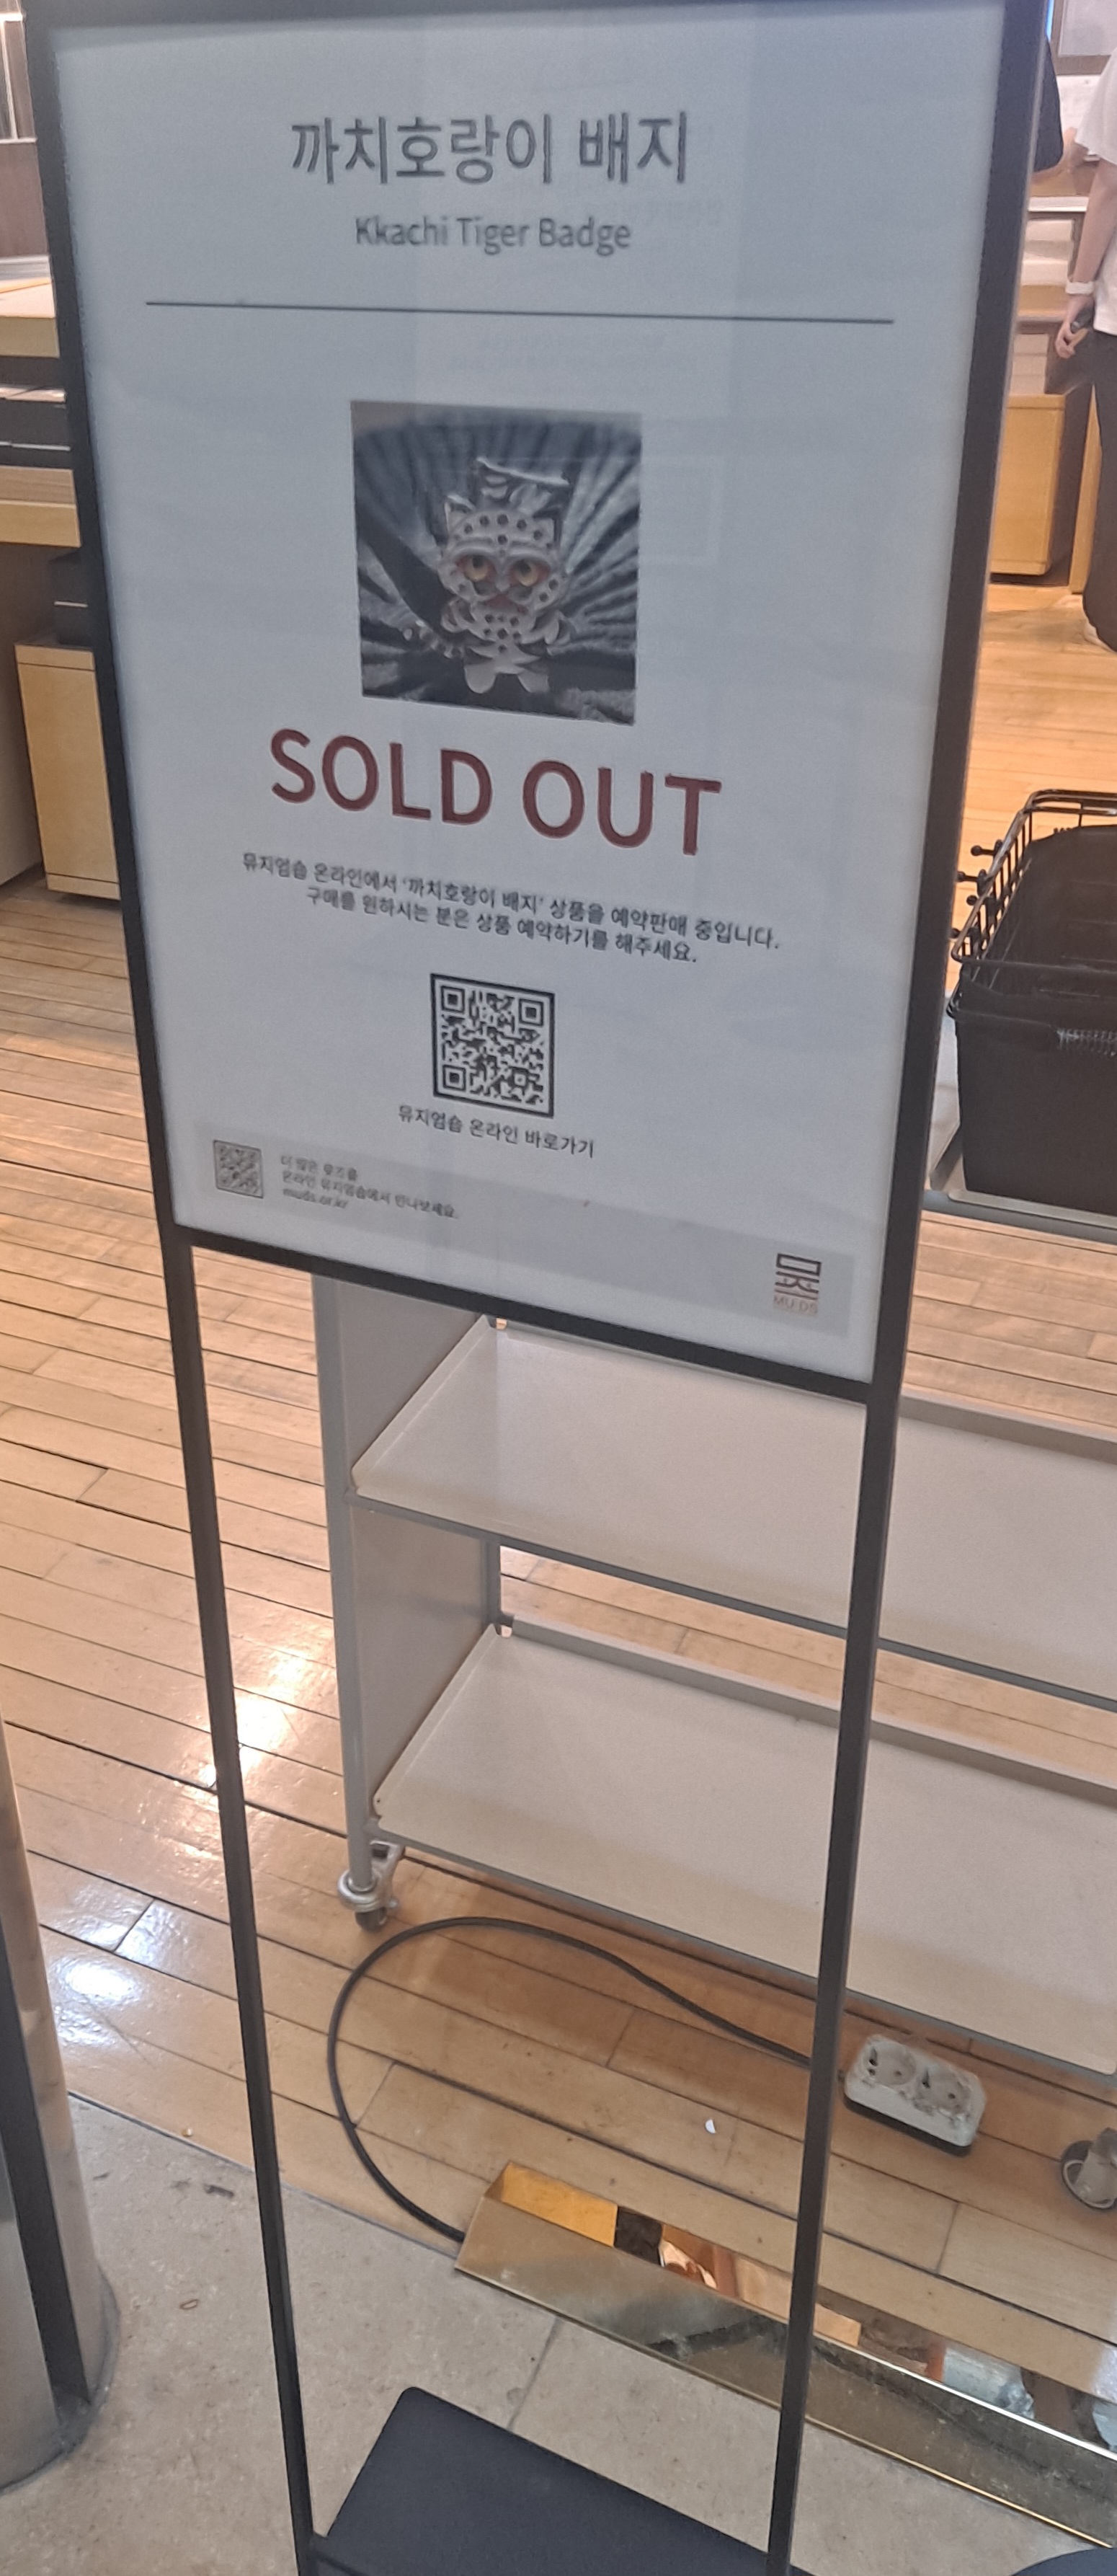 까치호랑이 배지
Kkachi Tiger Badge
SOLD OUT
뮤지엄숍 온라인에서 '까치호랑이 배지' 상품을 예약판매 중입니다.
구매를 원하시는 분은 상품 예약하기를 해주세요.
뮤지엄숍 온라인 바로가기
더 많은 뮷즈를
온라인 뮤지엄숍에서 만나보세요.
muds.or.kr
뮷
MU:DS